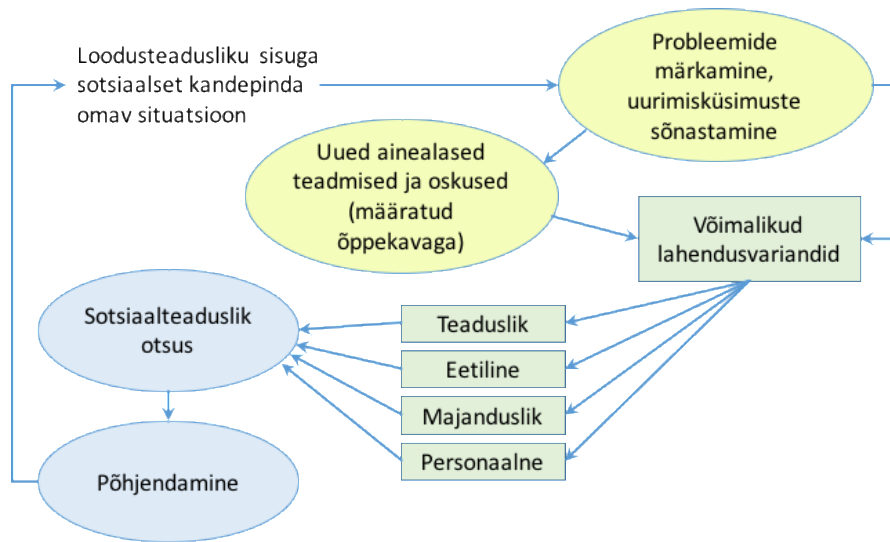 Loodusteadusliku sisuga
sotsiaalset kandepinda
omav situatsioon
Probleemide
märkamine,
uurimisküsimuste
sõnastamine
Uued ainealased
teadmised ja oskused
(määratud
õppekavaga)
Võimalikud
lahendusvariandid
Teaduslik
Eetiline
Majanduslik
Personaalne
Sotsiaalteaduslik
otsus
Põhjendamine